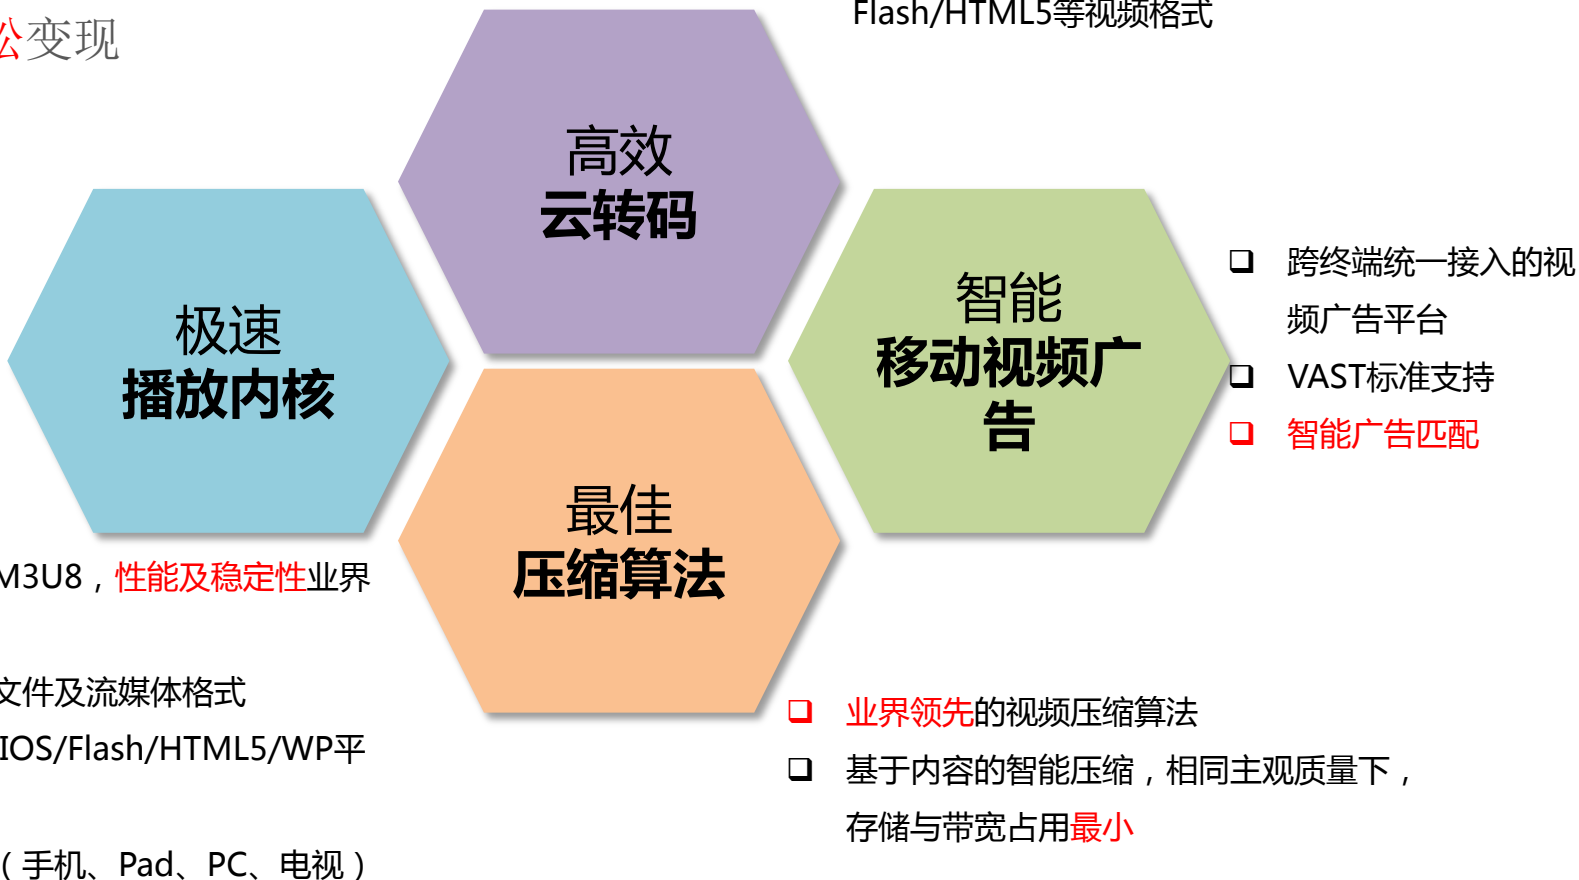 松变现
Flash/HTML5等视频格式
高效
云转码
极速
播放内核
智能
移动视频广
告
最佳
压缩算法
跨终端统一接入的视
频广告平台
VAST标准支持
智能广告匹配
M3U8，性能及稳定性业界
文件及流媒体格式
IOS/Flash/HTML5/WP平
（手机、Pad、PC、电视）
业界领先的视频压缩算法
基于内容的智能压缩，相同主观质量下，
存储与带宽占用最小